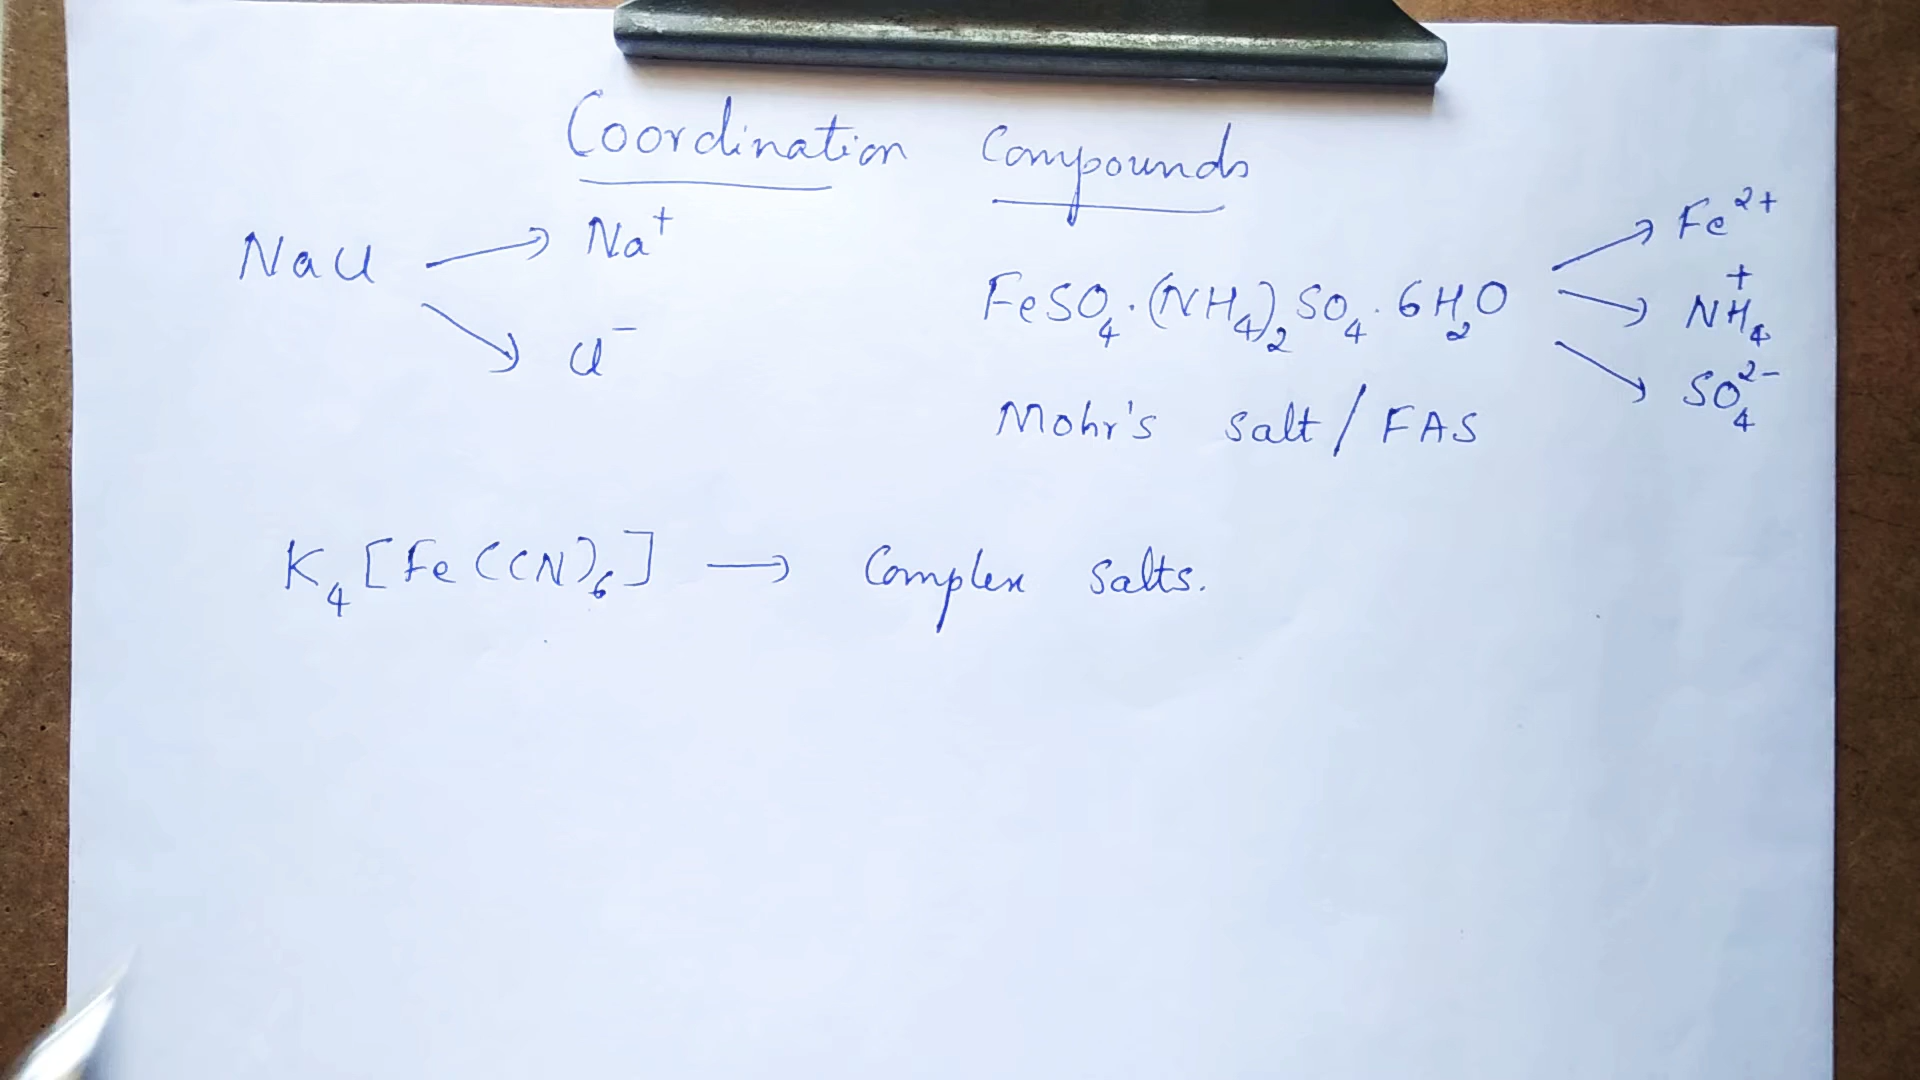 Coordination Compounds
NaCl → Na⁺
→ Cl⁻
FeSO₄·(NH₄)₂SO₄·6H₂O → Fe²⁺
→ NH₄⁺
→ SO₄²⁻
Mohr's salt / FAS
K₄[Fe(CN)₆] → Complex salts.